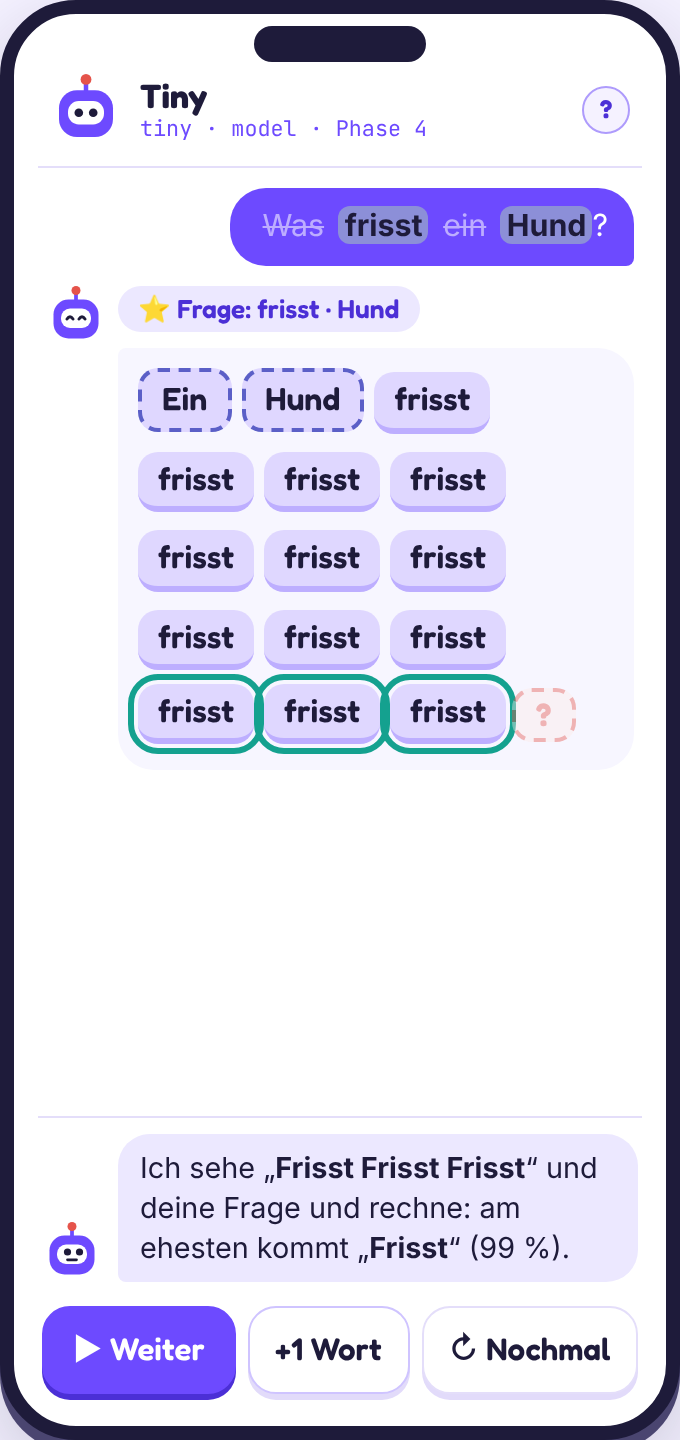 Tiny
tiny · model · Phase 4
?
Was frisst ein Hund?
⭐ Frage: frisst · Hund
Ein Hund frisst
frisst frisst frisst
frisst frisst frisst
frisst frisst frisst
frisst frisst frisst ?
Ich sehe „Frisst Frisst Frisst“ und
deine Frage und rechne: am
ehesten kommt „Frisst“ (99 %).
▶ Weiter
+1 Wort
↻ Nochmal